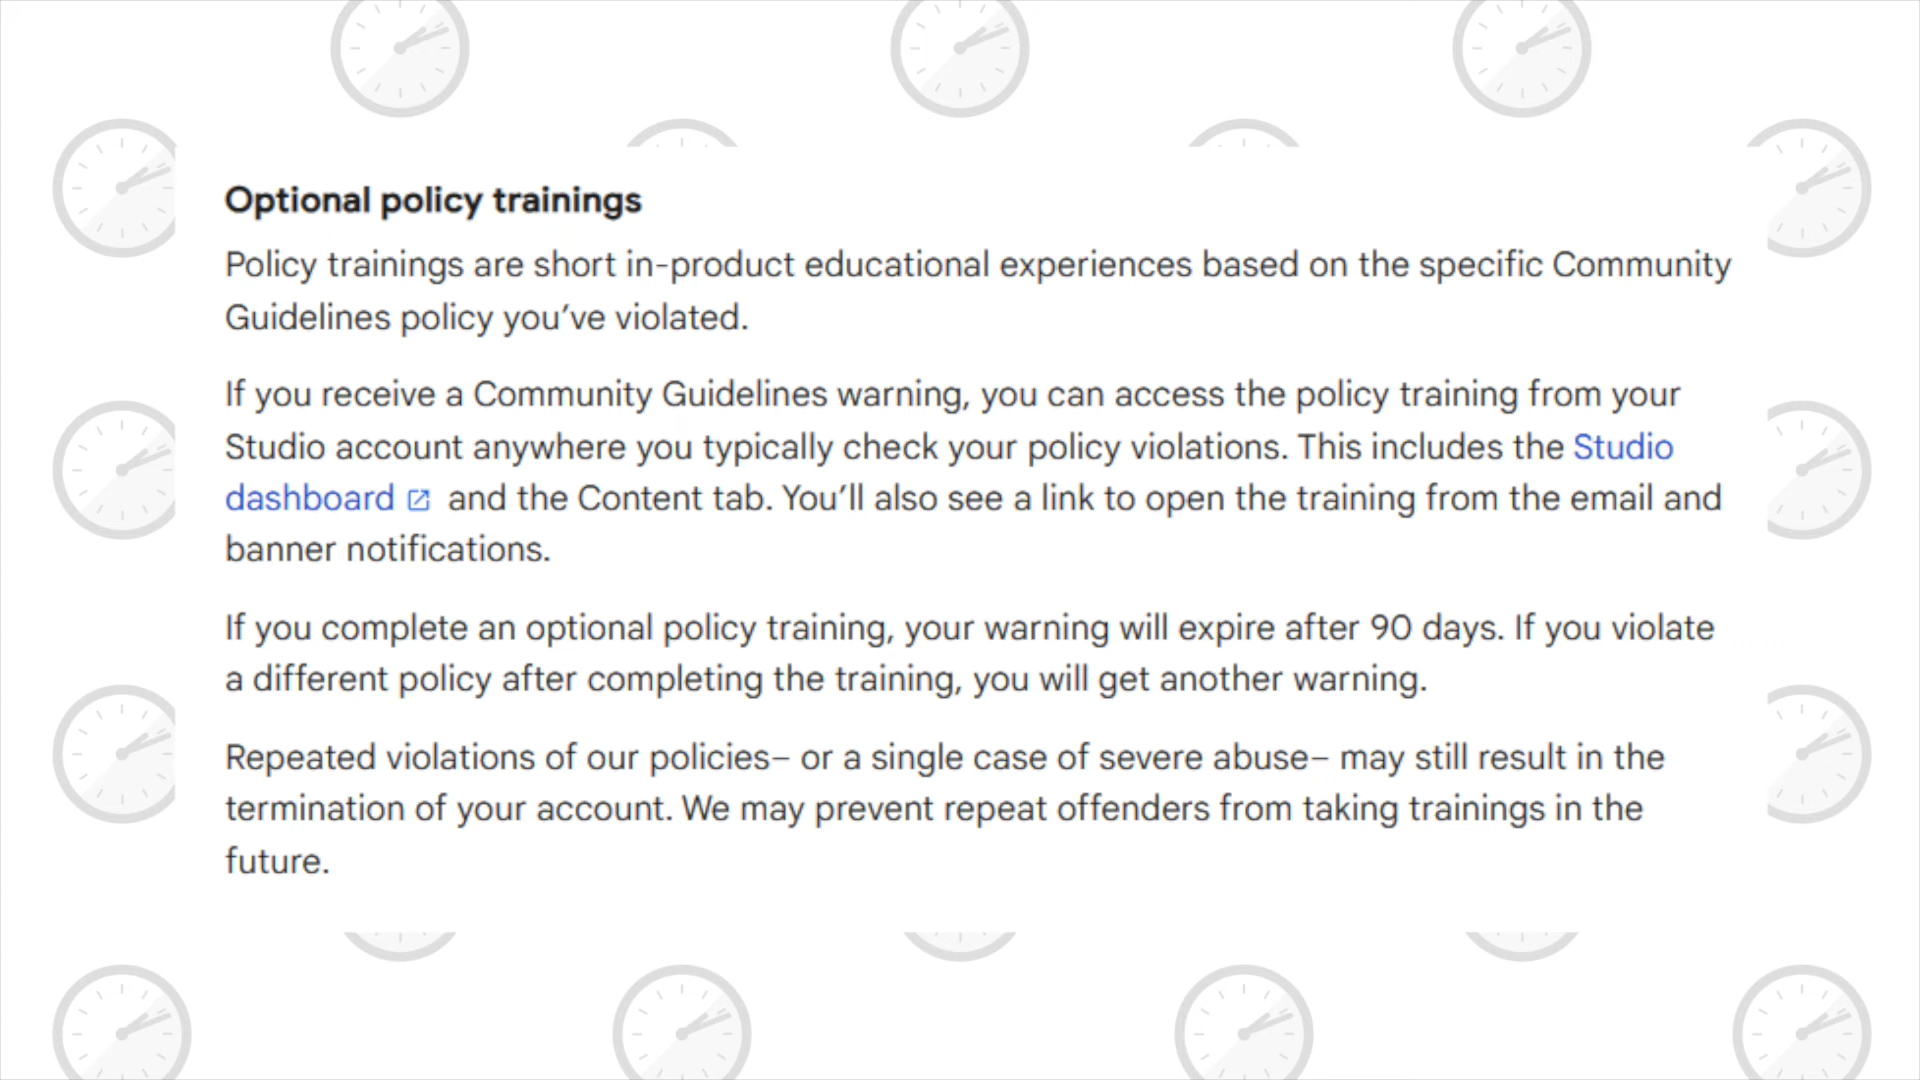 Optional policy trainings
Policy trainings are short in-product educational experiences based on the specific Community
Guidelines policy you’ve violated.
If you receive a Community Guidelines warning, you can access the policy training from your
Studio account anywhere you typically check your policy violations. This includes the Studio
dashboard and the Content tab. You’ll also see a link to open the training from the email and
banner notifications.
If you complete an optional policy training, your warning will expire after 90 days. If you violate
a different policy after completing the training, you will get another warning.
Repeated violations of our policies– or a single case of severe abuse– may still result in the
termination of your account. We may prevent repeat offenders from taking trainings in the
future.